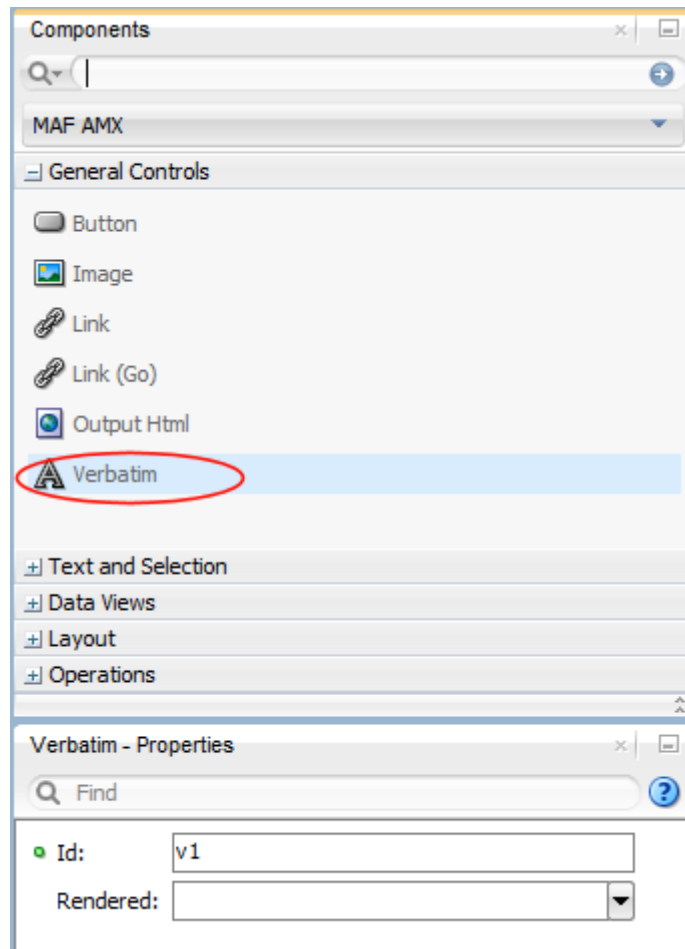 Components
MAF AMX
General Controls
Button
Image
Link
Link (Go)
Output Html
Verbatim
Text and Selection
Data Views
Layout
Operations
Verbatim - Properties
Find
Id: v1
Rendered: